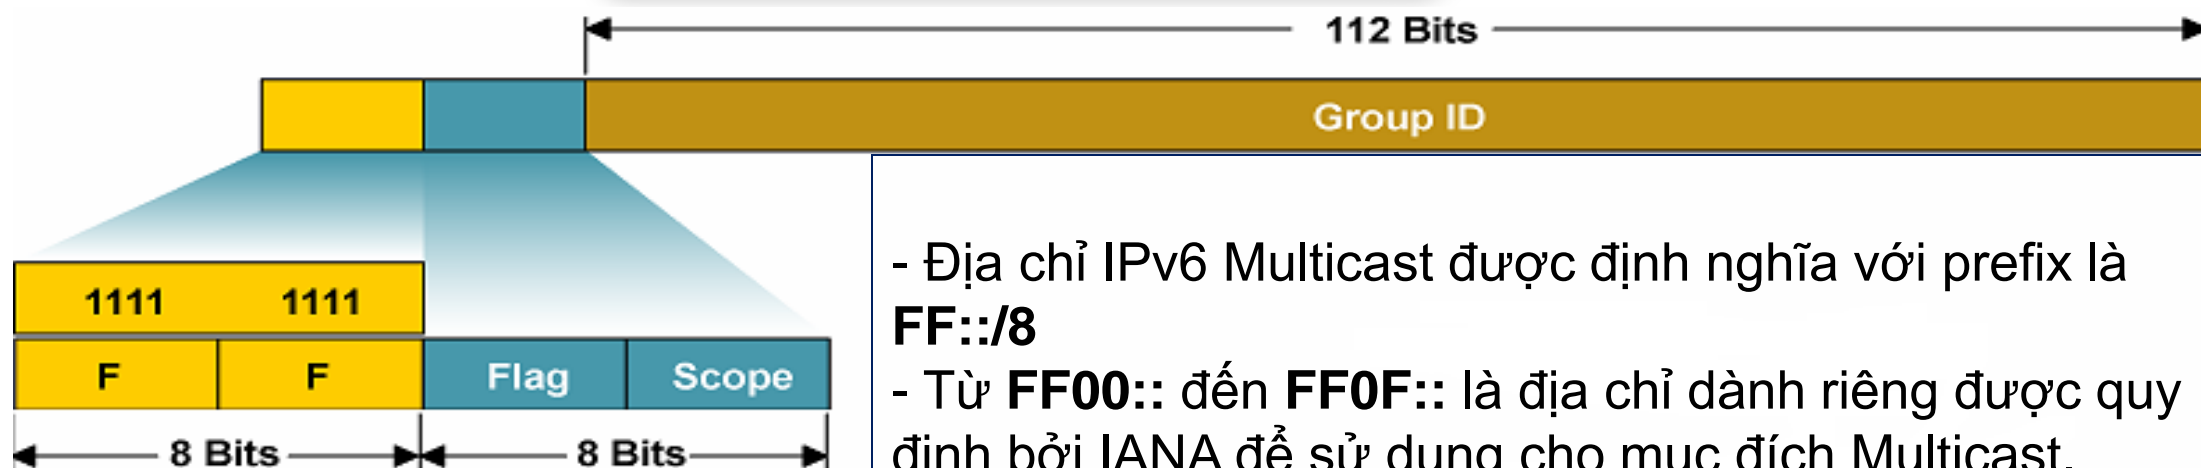 112 Bits
Group ID
1111 1111
F F Flag Scope
8 Bits 8 Bits
- Địa chỉ IPv6 Multicast được định nghĩa với prefix là
FF::/8
- Từ FF00:: đến FF0F:: là địa chỉ dành riêng được quy
định bởi IANA để sử dụng cho mục đích Multicast.